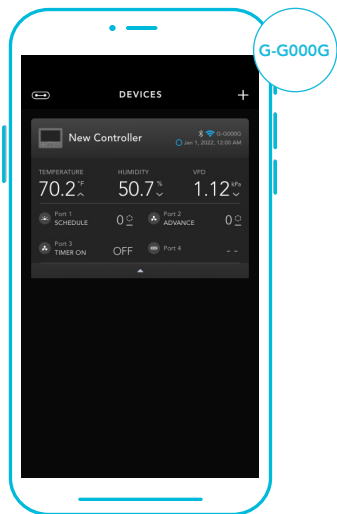 G-G000G
DEVICES
New Controller
G-G000G
Jan 1, 2022, 12:00 AM
TEMPERATURE HUMIDITY VPD
70.2 °F 50.7 % 1.12 kPa
Port 1 Port 2
SCHEDULE 0 ADVANCE 0
Port 3 Port 4
TIMER ON OFF - -